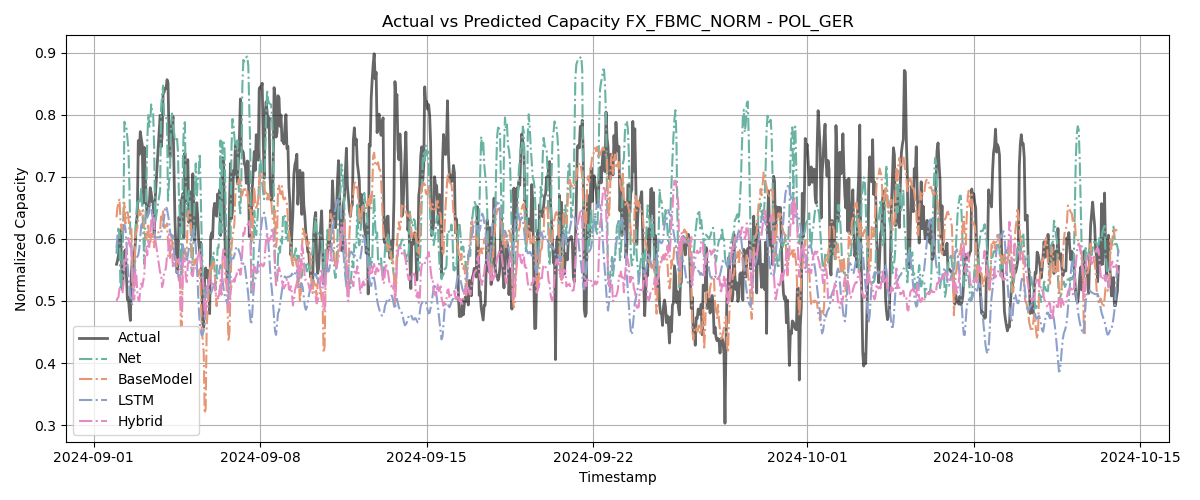 Actual vs Predicted Capacity FX_FBMC_NORM - POL_GER
Normalized Capacity
0.9
0.8
0.7
0.6
0.5
0.4
0.3
Actual
Net
BaseModel
LSTM
Hybrid
2024-09-01
2024-09-08
2024-09-15
2024-09-22
2024-10-01
2024-10-08
2024-10-15
Timestamp